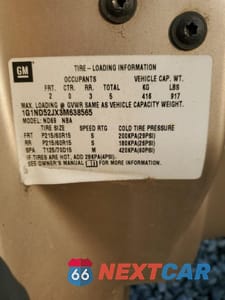 GM
TIRE - LOADING INFORMATION
OCCUPANTS VEHICLE CAP. WT.
FRT. CTR. RR. TOTAL KG LBS
2 0 3 5 416 917
MAX. LOADING @ GVWR SAME AS VEHICLE CAPACITY WEIGHT.
1G1ND52JX3M638565
MODEL: ND69 NBA
TIRE SIZE SPEED RTG COLD TIRE PRESSURE
FRT P215/60R15 S 200KPA(29PSI)
RR P215/60R15 S 180KPA(26PSI)
SPA T125/70D15 M 420KPA(60PSI)
IF TIRES ARE HOT, ADD 28KPA(4PSI).
SEE OWNER'S MANUAL INFORMATION.
66 NEXTCAR